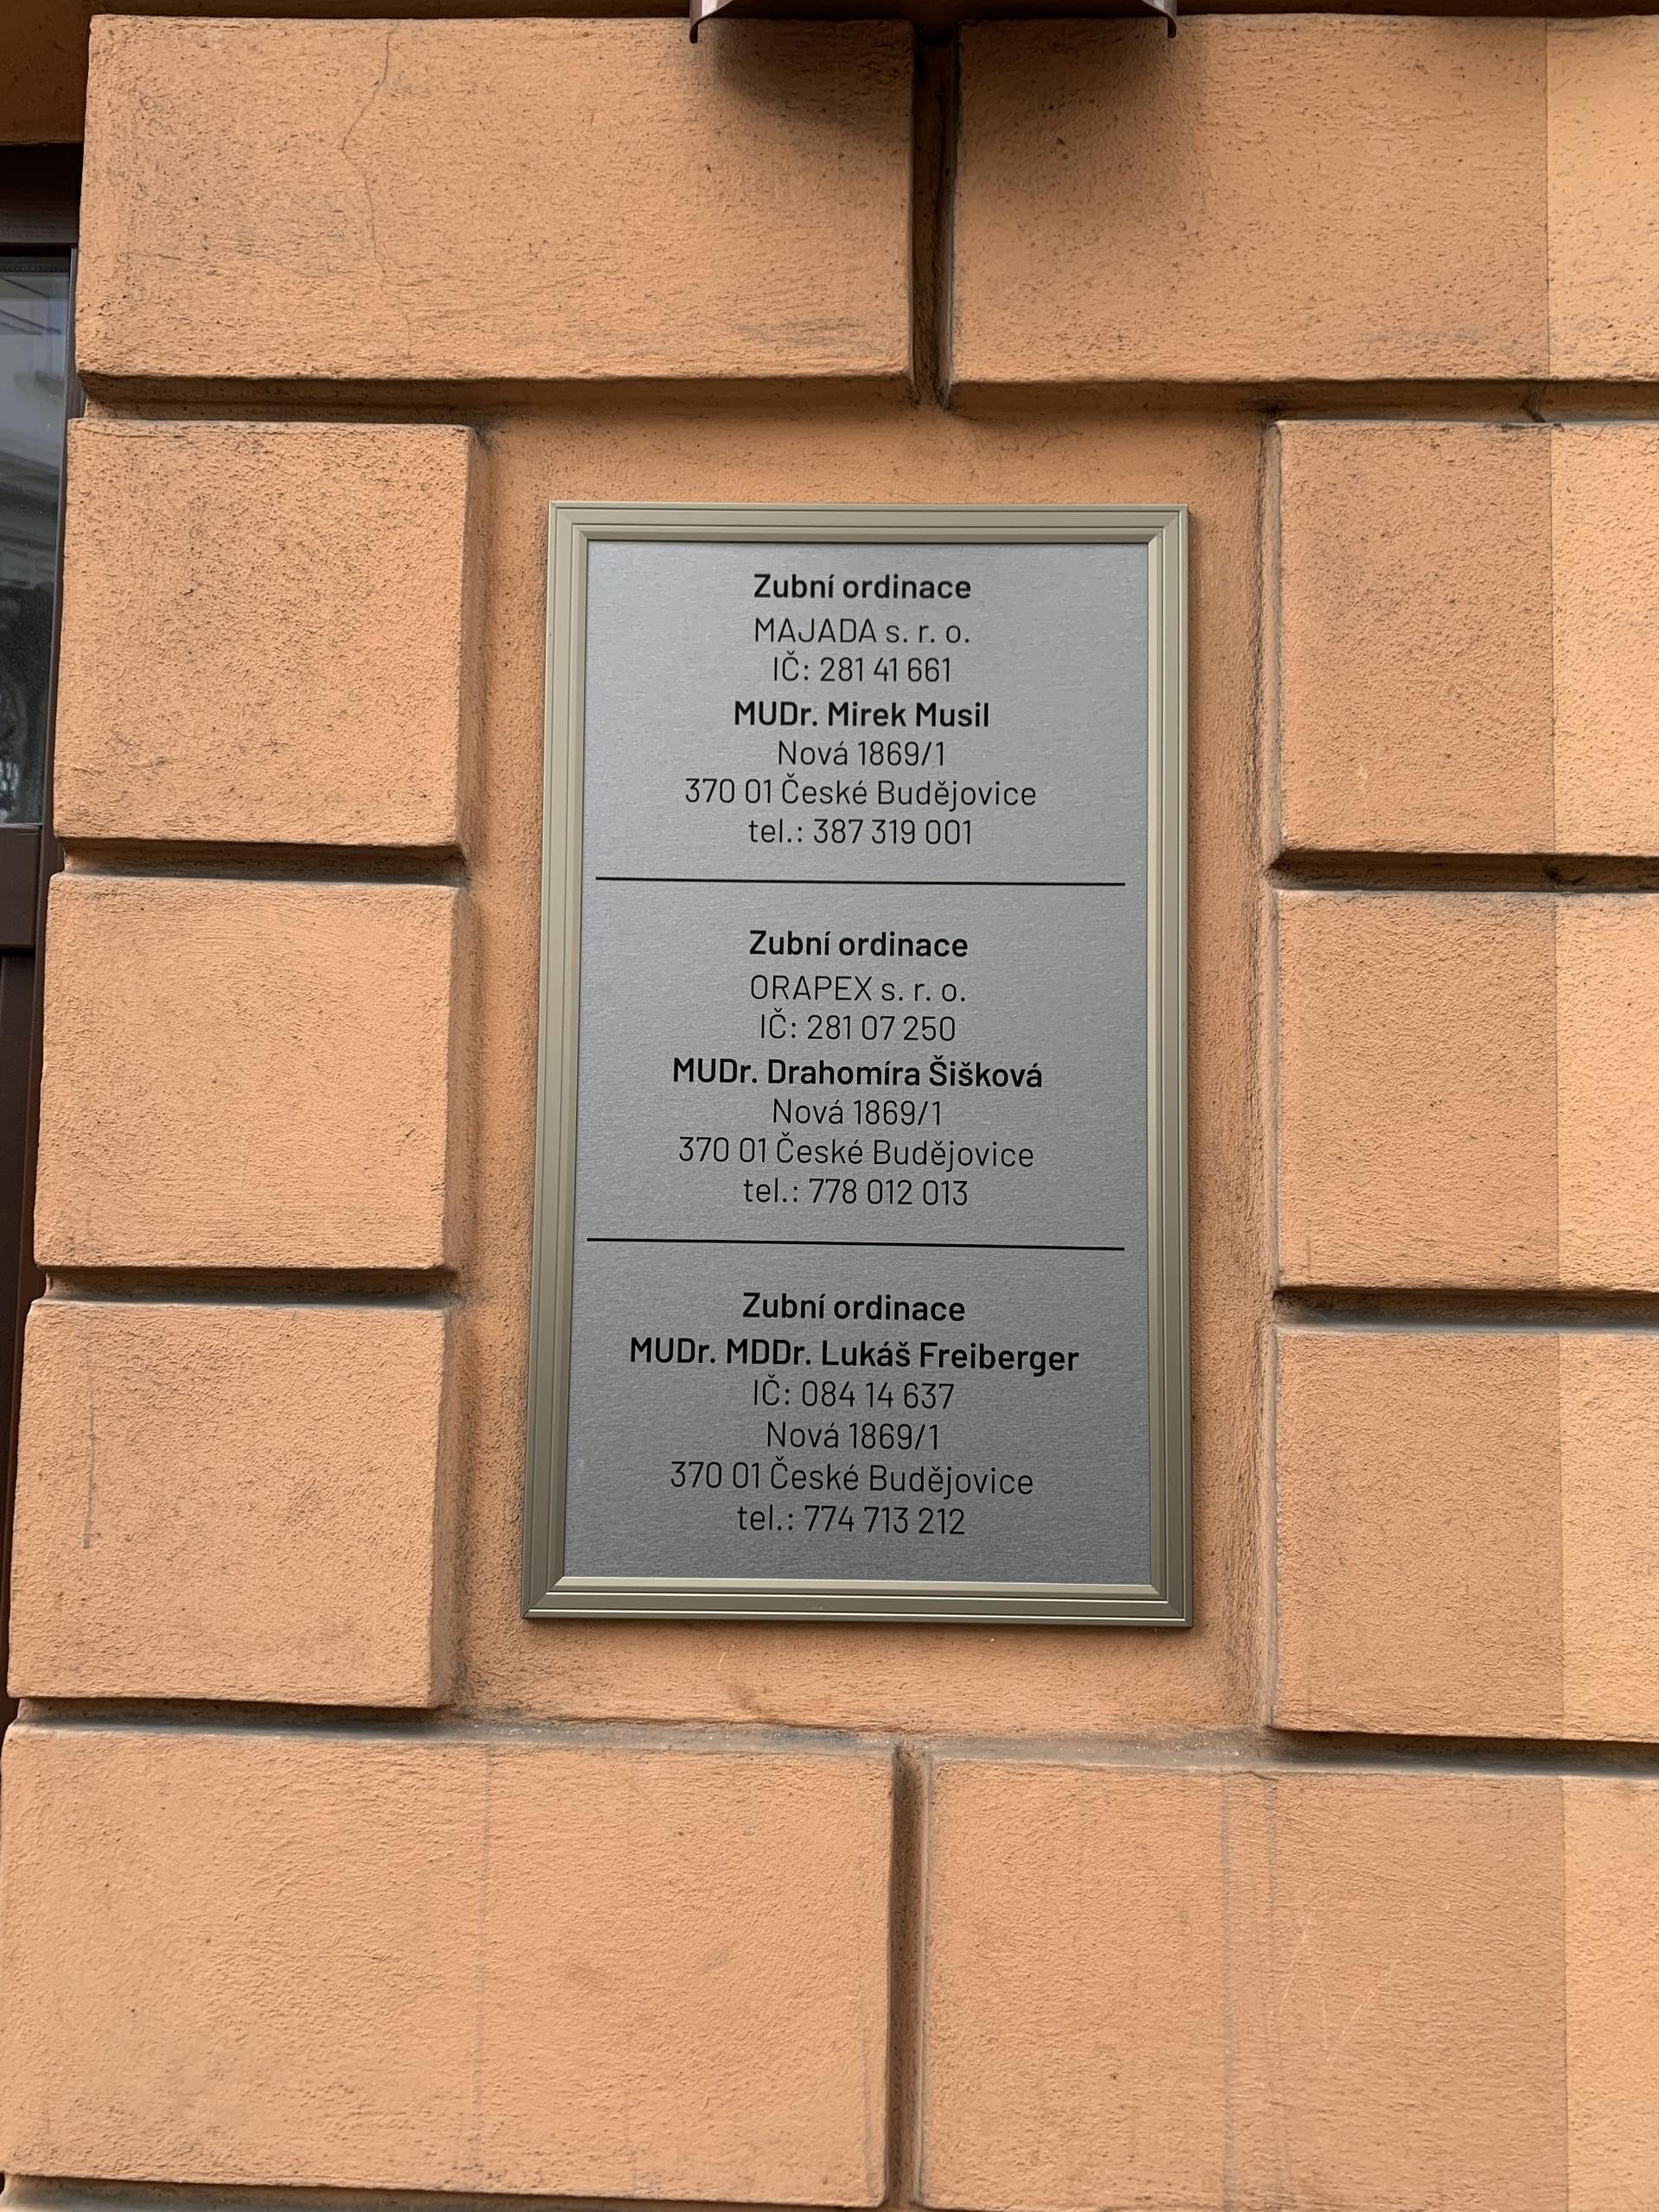 Zubní ordinace
MAJADA s. r. o.
IČ: 281 41 661
MUDr. Mirek Musil
Nová 1869/1
370 01 České Budějovice
tel.: 387 319 001
Zubní ordinace
ORAPEX s. r. o.
IČ: 281 07 250
MUDr. Drahomíra Šišková
Nová 1869/1
370 01 České Budějovice
tel.: 778 012 013
Zubní ordinace
MUDr. MDDr. Lukáš Freiberger
IČ: 084 14 637
Nová 1869/1
370 01 České Budějovice
tel.: 774 713 212